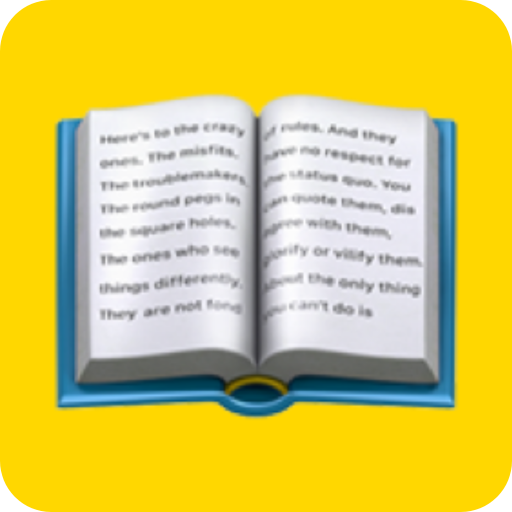 Here's to the crazy
ones. The misfits.
The troublemakers.
The round pegs in
the square holes.
The ones who see
things differently.
They are not fond
of rules. And they
have no respect for
the status quo. You
can quote them, dis
agree with them,
glorify or vilify them.
About the only thing
you can't do is